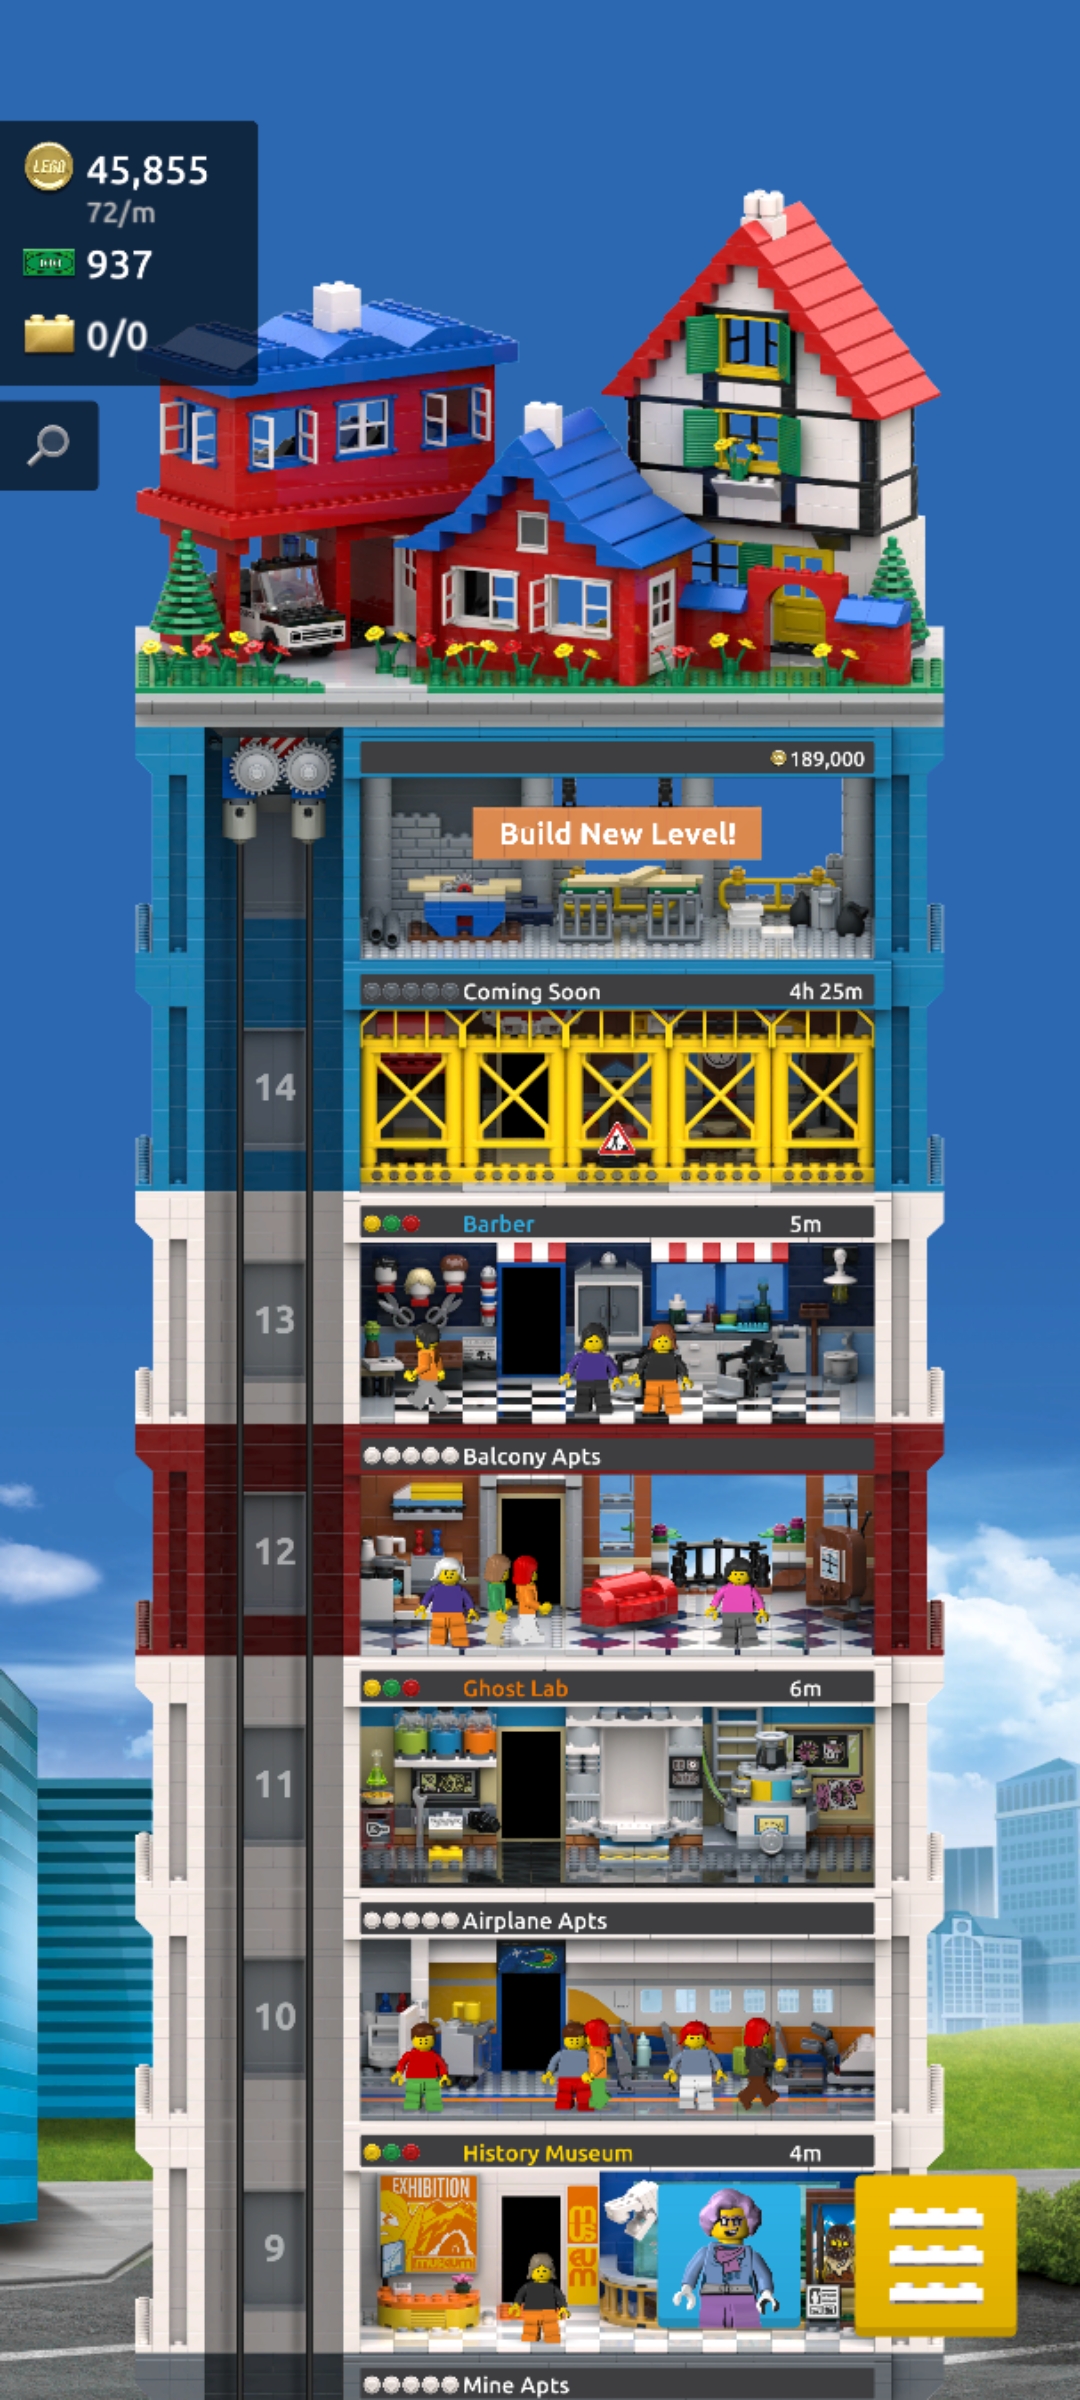 LEGO
45,855
72/m
937
0/0
189,000
Build New Level!
Coming Soon
4h 25m
14
Barber
5m
13
Balcony Apts
12
Ghost Lab
6m
11
Airplane Apts
10
History Museum
4m
EXHIBITION
museum
MUS
EUM
9
Mine Apts